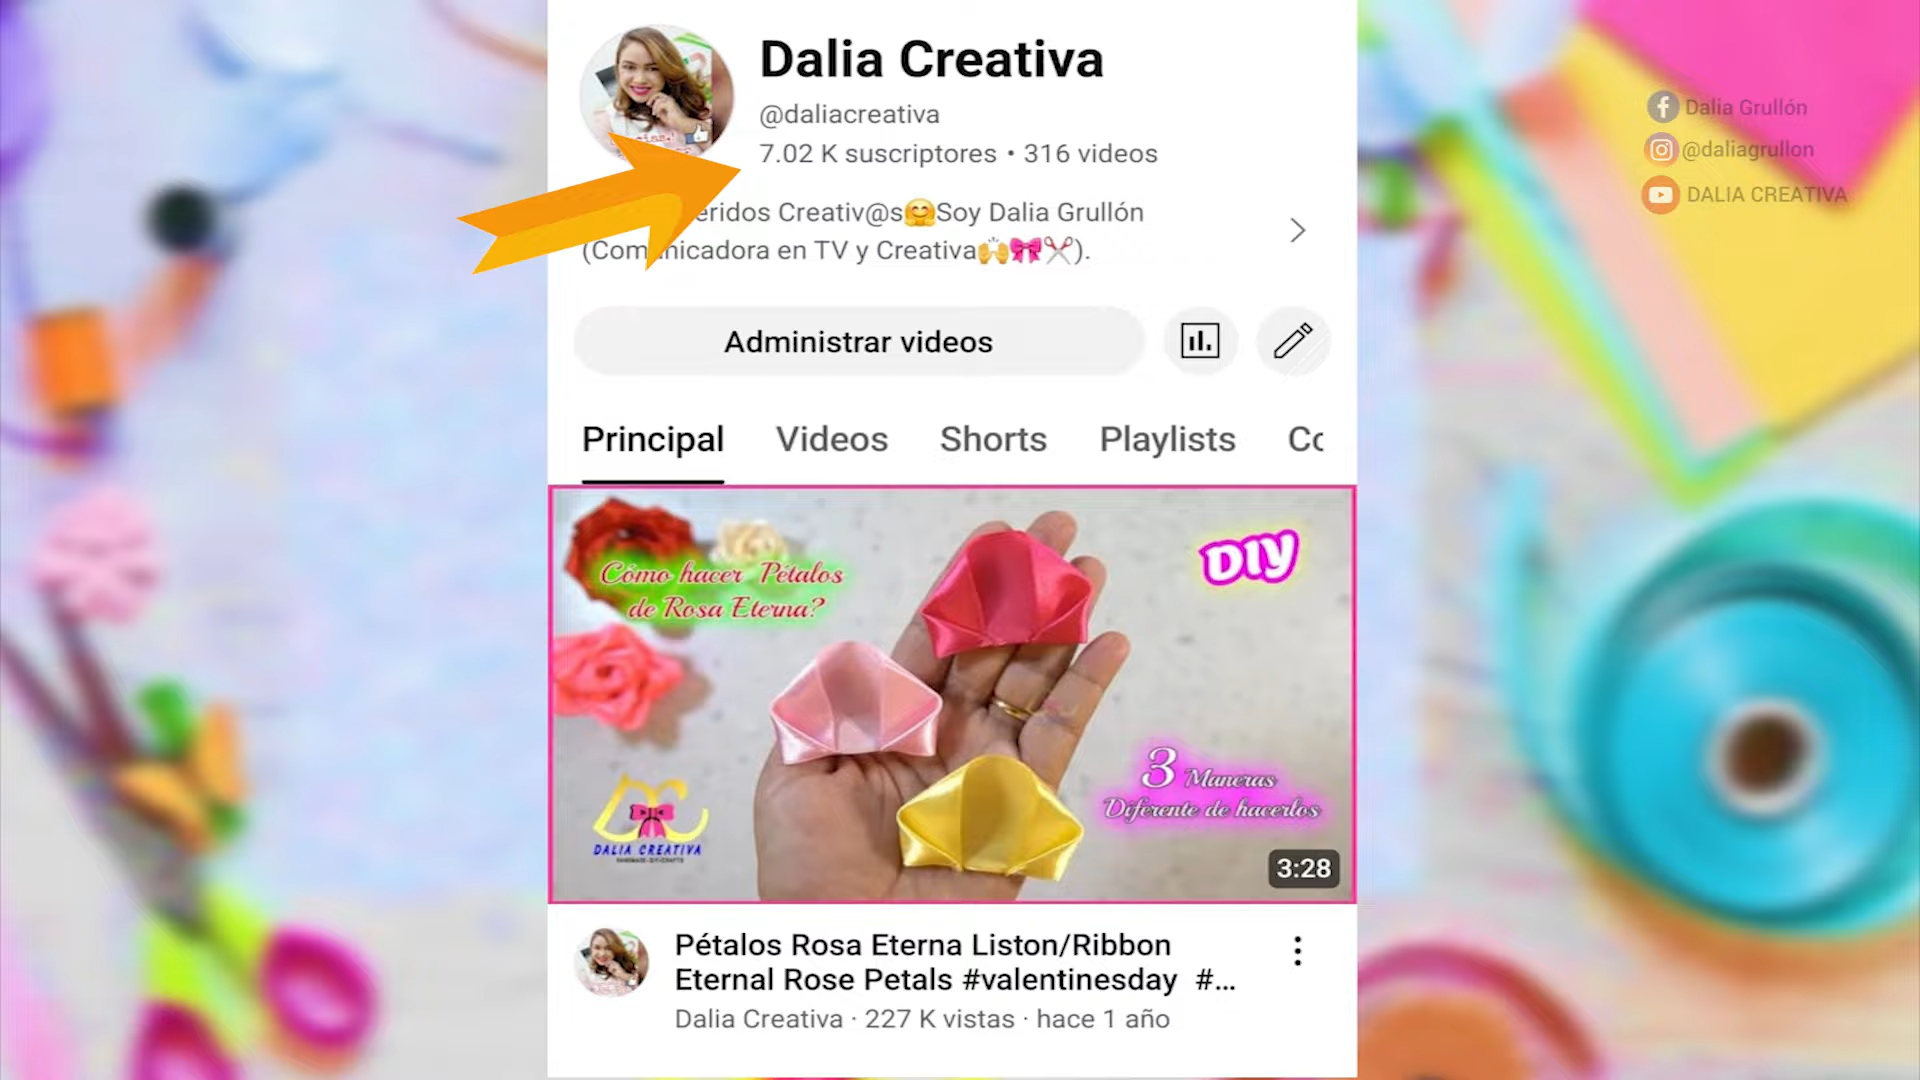 Dalia Creativa
@daliacreativa
7.02 K suscriptores • 316 videos
eridos Creativ@s🤗Soy Dalia Grullón
(Com nicadora en TV y Creativa🙌🎀✂️).
Administrar videos
Principal Videos Shorts Playlists Co
Cómo hacer Pétalos
de Rosa Eterna?
DIY
3 Maneras
Diferente de hacerlos
DC
DALIA CREATIVA
3:28
Pétalos Rosa Eterna Liston/Ribbon
Eternal Rose Petals #valentinesday #...
Dalia Creativa · 227 K vistas · hace 1 año
Dalia Grullón
@daliagrullon
DALIA CREATIVA